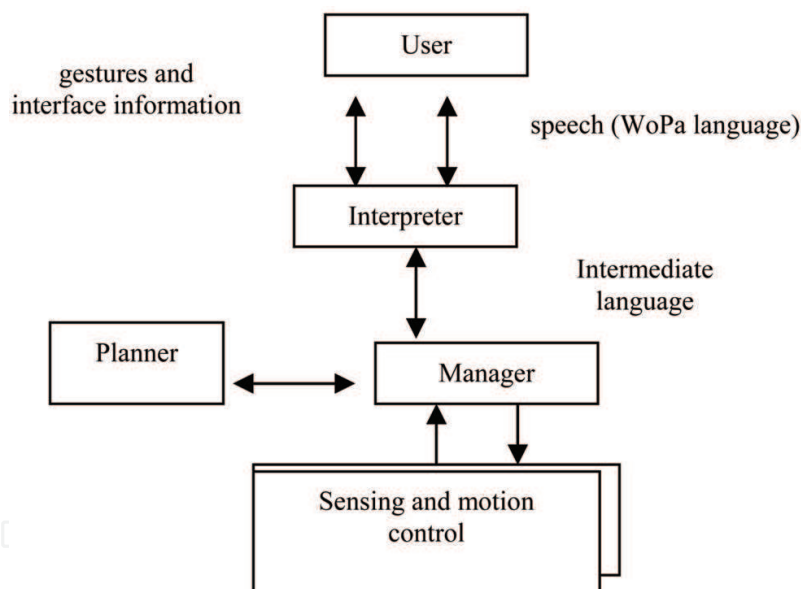 User
gestures and
interface information
speech (WoPa language)
Interpreter
Intermediate
language
Planner
Manager
Sensing and motion
control